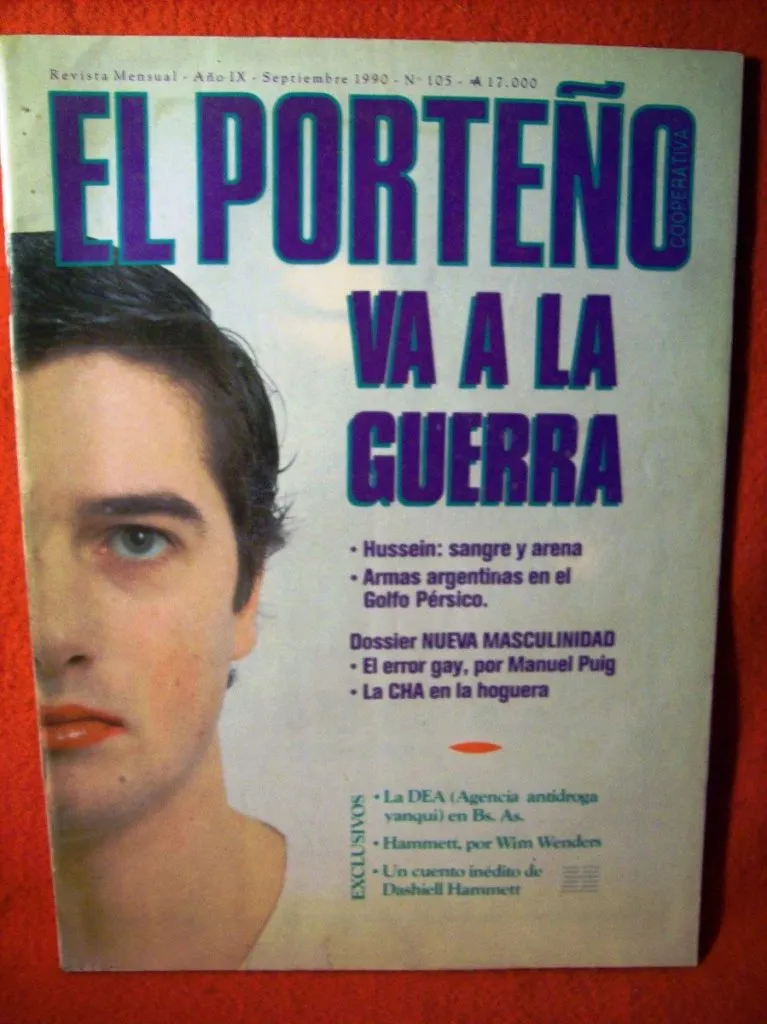 Revista Mensual - Año IX - Septiembre 1990 - Nº 105 - ₳ 17.000
EL PORTEÑO
COOPERATIVA
VA A LA
GUERRA
• Hussein: sangre y arena
• Armas argentinas en el
Golfo Pérsico.
Dossier NUEVA MASCULINIDAD
• El error gay, por Manuel Puig
• La CHA en la hoguera
EXCLUSIVOS
• La DEA (Agencia antidroga
yanqui) en Bs. As.
• Hammett, por Wim Wenders
• Un cuento inédito de
Dashiell Hammett